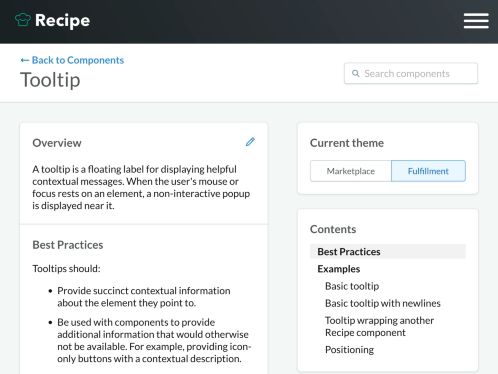 Recipe
← Back to Components
Tooltip
Search components
Overview
A tooltip is a floating label for displaying helpful
contextual messages. When the user's mouse or
focus rests on an element, a non-interactive popup
is displayed near it.
Best Practices
Tooltips should:
• Provide succinct contextual information
about the element they point to.
• Be used with components to provide
additional information that would otherwise
not be available. For example, providing icon-
only buttons with a contextual description.
Current theme
Marketplace
Fulfillment
Contents
Best Practices
Examples
Basic tooltip
Basic tooltip with newlines
Tooltip wrapping another
Recipe component
Positioning